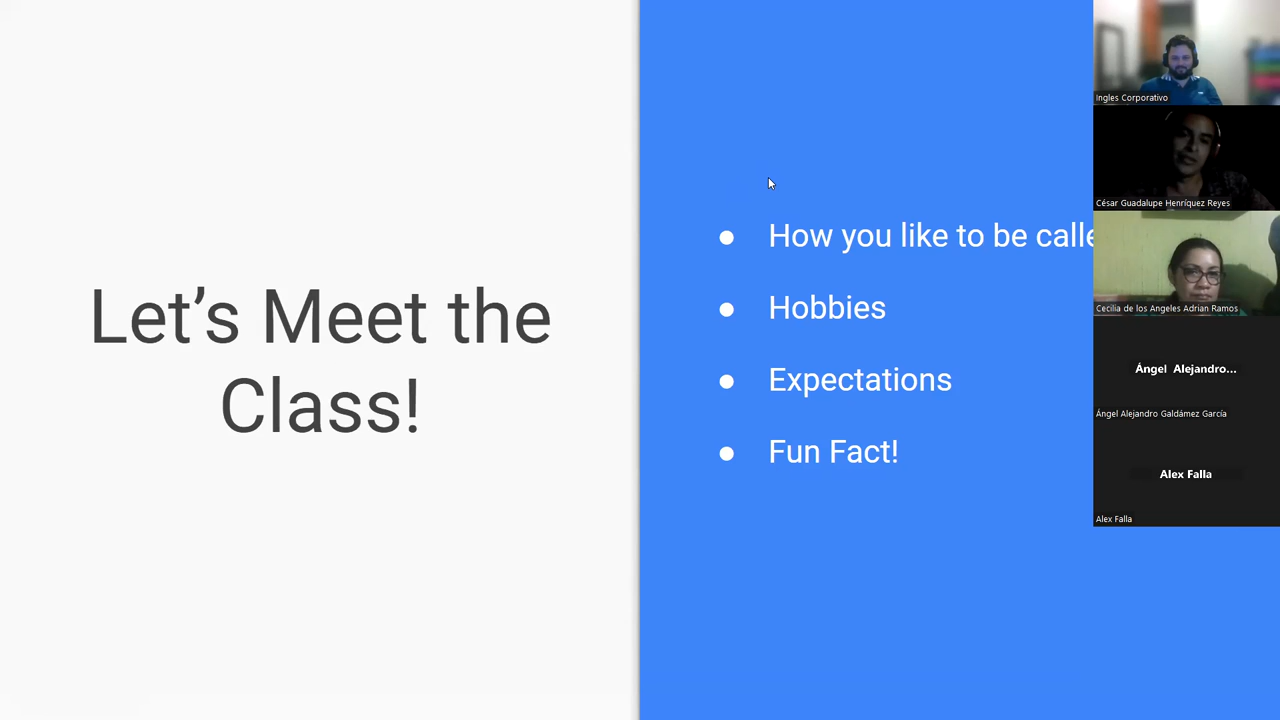 Let’s Meet the
Class!
● How you like to be calle
● Hobbies
● Expectations
● Fun Fact!
Ingles Corporativo
César Guadalupe Henríquez Reyes
Cecilia de los Angeles Adrian Ramos
Ángel Alejandro...
Ángel Alejandro Galdámez García
Alex Falla
Alex Falla